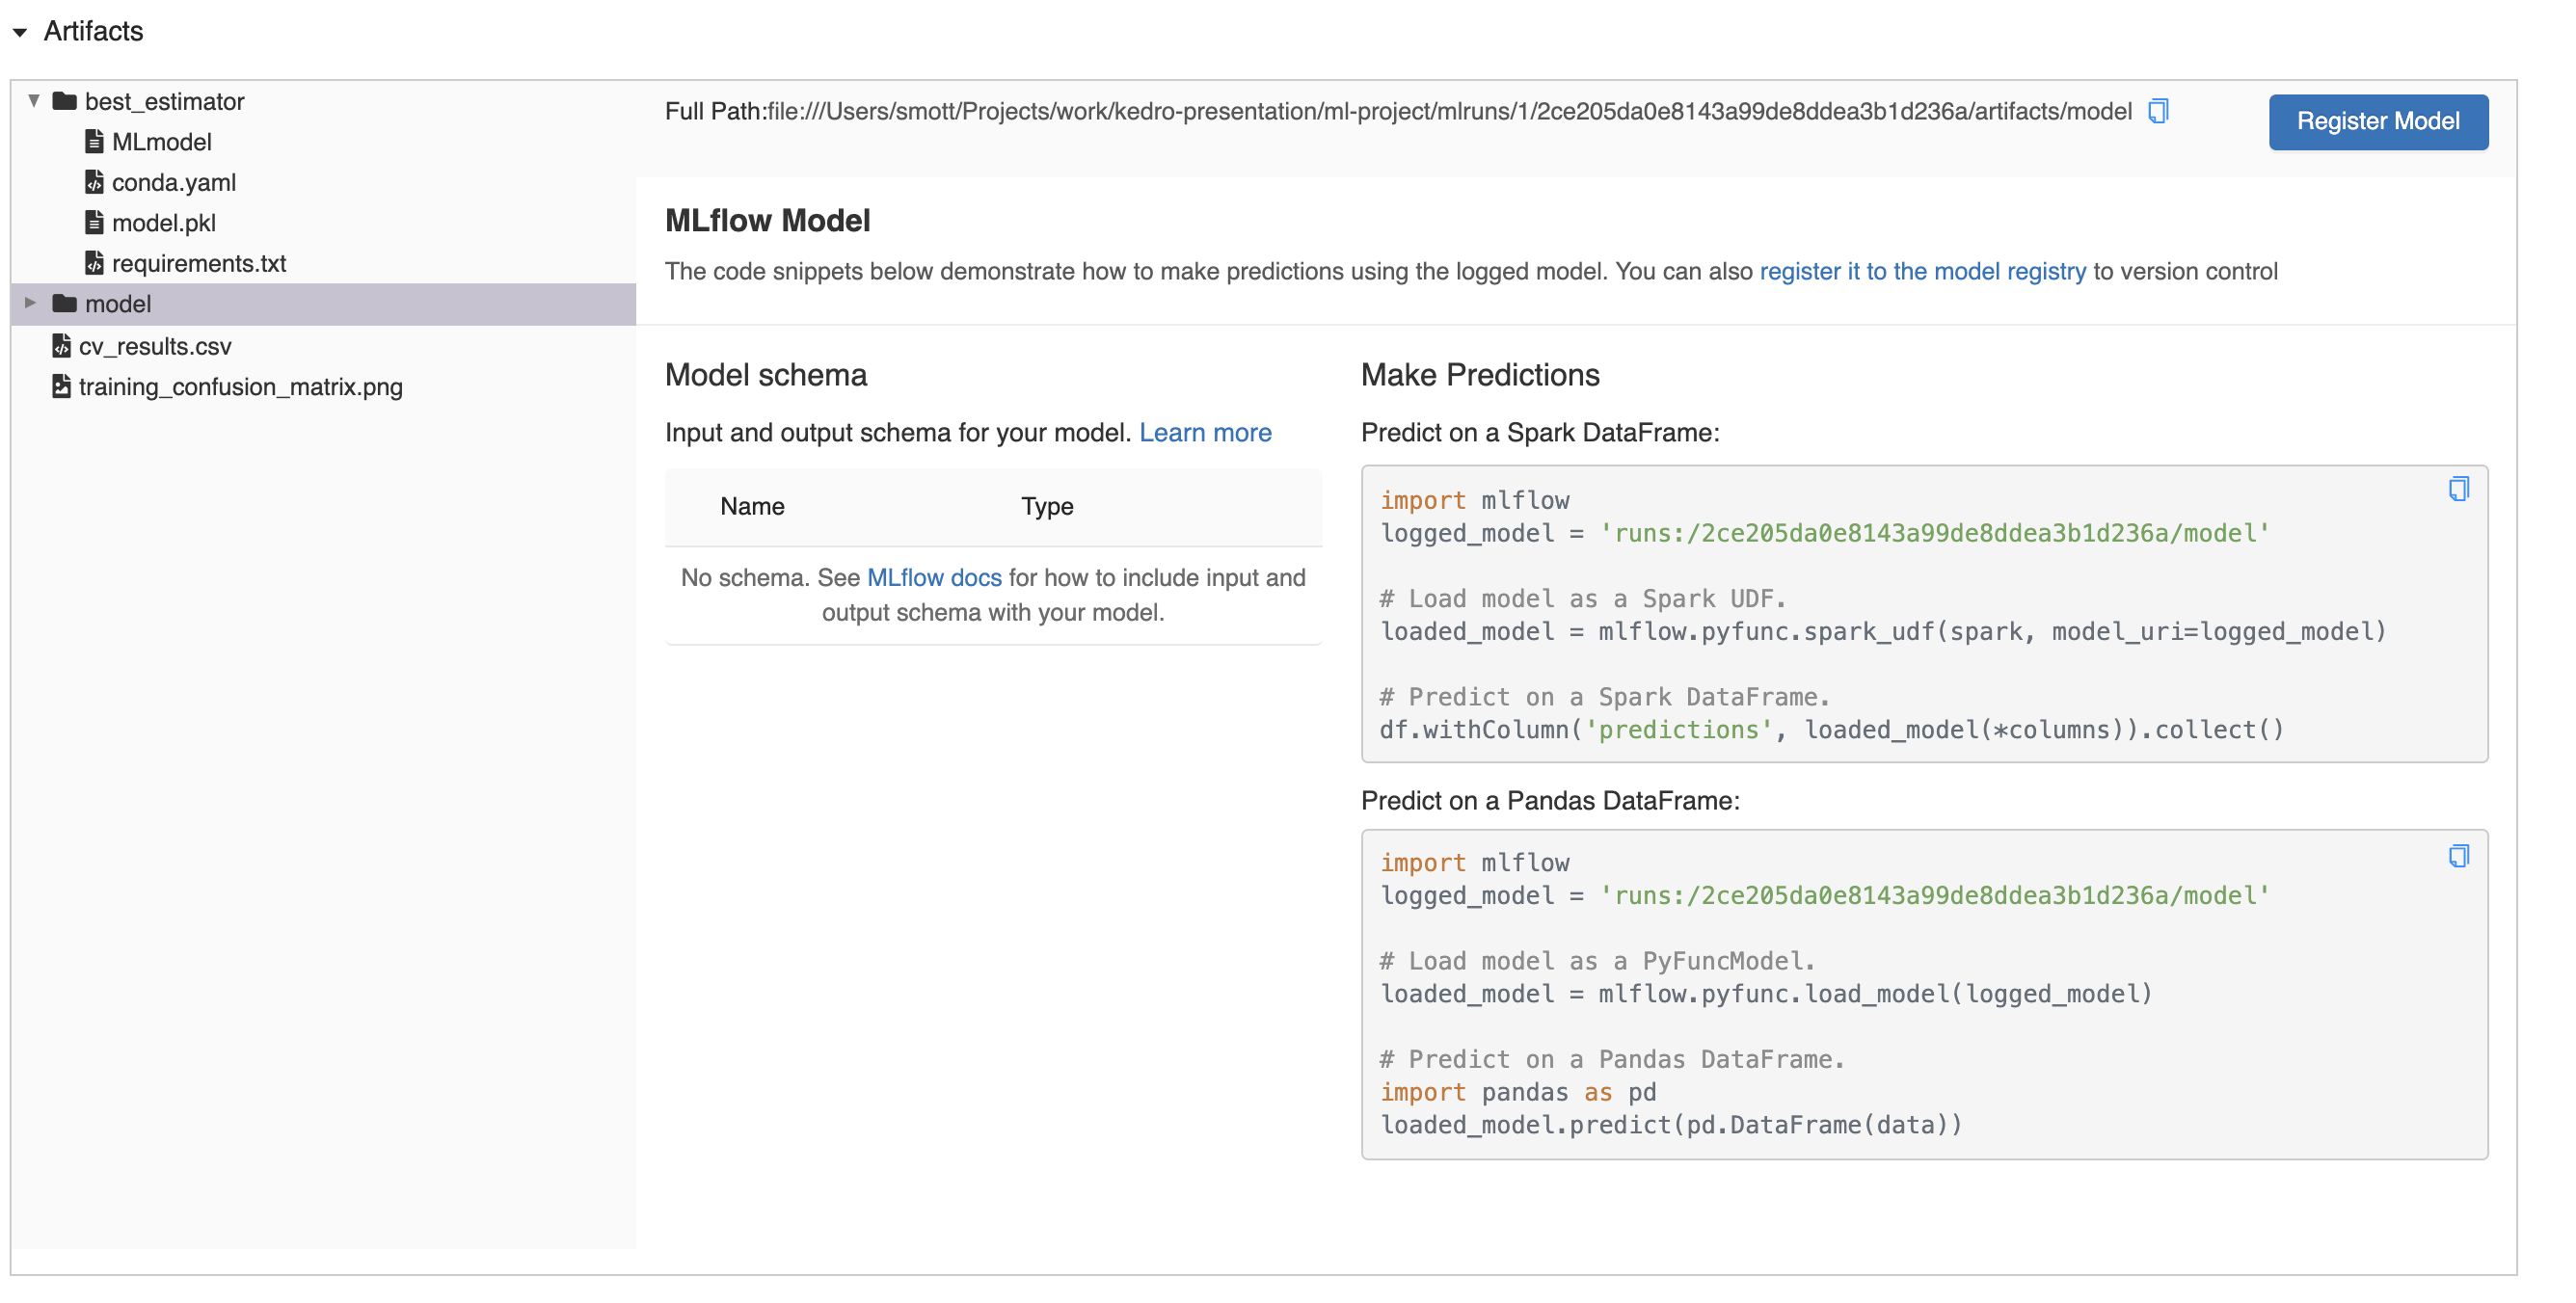 Artifacts
best_estimator
MLmodel
conda.yaml
model.pkl
requirements.txt
model
cv_results.csv
training_confusion_matrix.png
Full Path:file:///Users/smott/Projects/work/kedro-presentation/ml-project/mlruns/1/2ce205da0e8143a99de8ddea3b1d236a/artifacts/model
Register Model
MLflow Model
The code snippets below demonstrate how to make predictions using the logged model. You can also register it to the model registry to version control
Model schema
Input and output schema for your model. Learn more
Name Type
No schema. See MLflow docs for how to include input and
output schema with your model.
Make Predictions
Predict on a Spark DataFrame:
import mlflow
logged_model = 'runs:/2ce205da0e8143a99de8ddea3b1d236a/model'
# Load model as a Spark UDF.
loaded_model = mlflow.pyfunc.spark_udf(spark, model_uri=logged_model)
# Predict on a Spark DataFrame.
df.withColumn('predictions', loaded_model(*columns)).collect()
Predict on a Pandas DataFrame:
import mlflow
logged_model = 'runs:/2ce205da0e8143a99de8ddea3b1d236a/model'
# Load model as a PyFuncModel.
loaded_model = mlflow.pyfunc.load_model(logged_model)
# Predict on a Pandas DataFrame.
import pandas as pd
loaded_model.predict(pd.DataFrame(data))